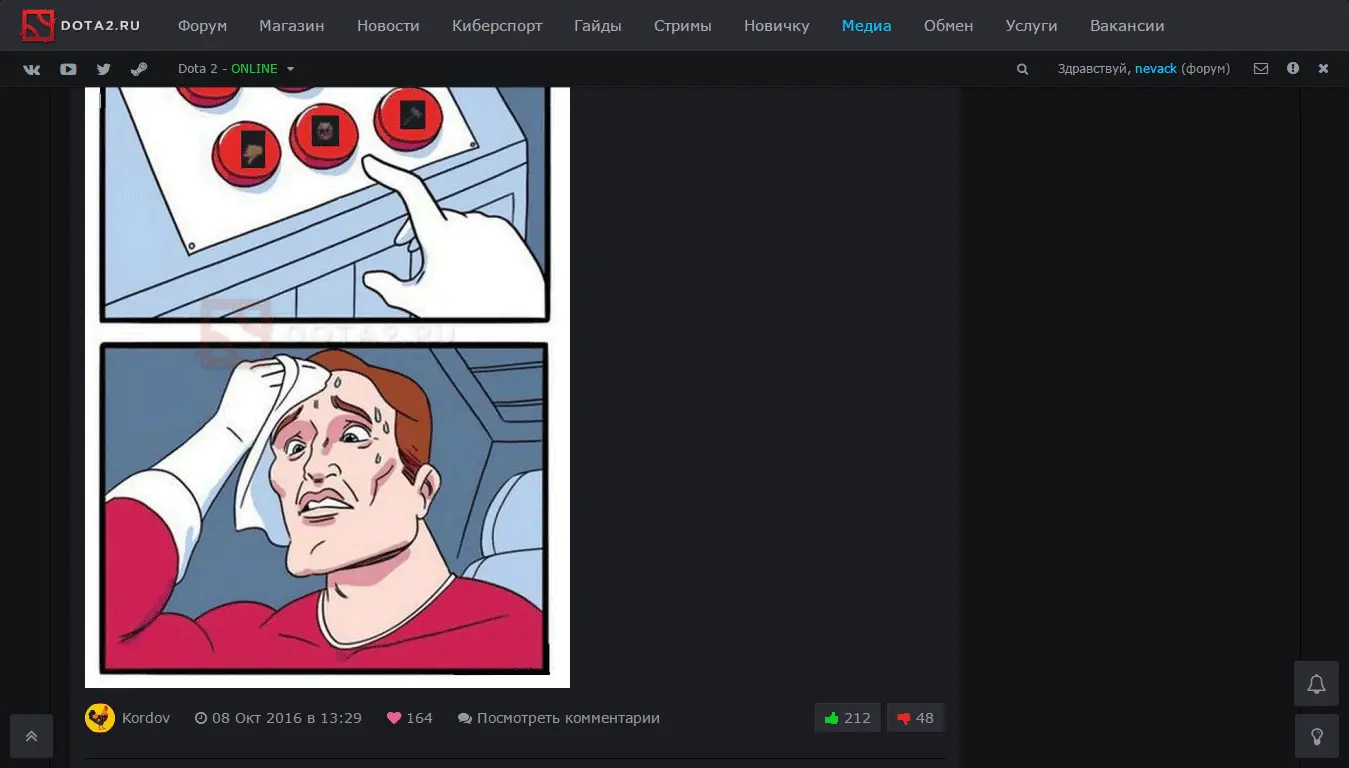 DOTA2.RU Форум Магазин Новости Киберспорт Гайды Стримы Новичку Медиа Обмен Услуги Вакансии
Dota 2 - ONLINE Здравствуй, nevack (форум)
DOTA2.RU
Kordov 08 Окт 2016 в 13:29 164 Посмотреть комментарии 212 48